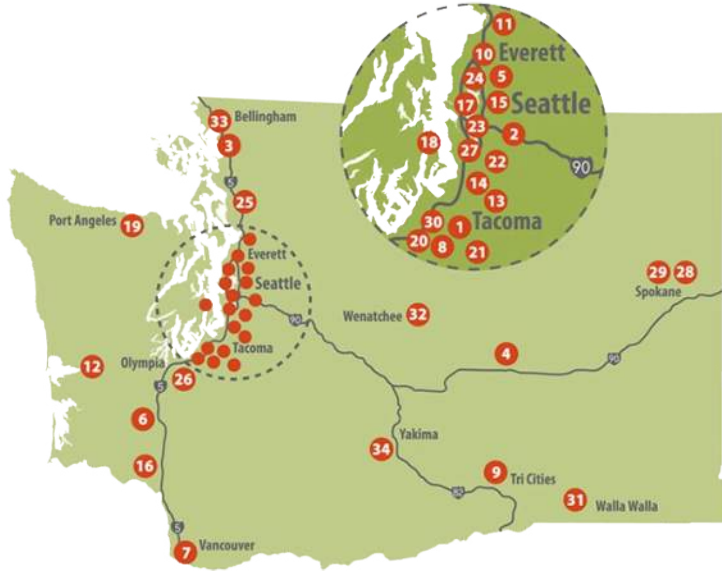 11
10
Everett
24
5
15
Seattle
17
23
2
18
27
22
90
14
13
30
1
Tacoma
20
8
21
33
Bellingham
3
5
25
Port Angeles
19
Everett
Seattle
90
Tacoma
Olympia
12
26
5
6
16
5
7
Vancouver
Wenatchee
32
29
28
Spokane
4
90
34
Yakima
82
9
Tri Cities
31
Walla Walla